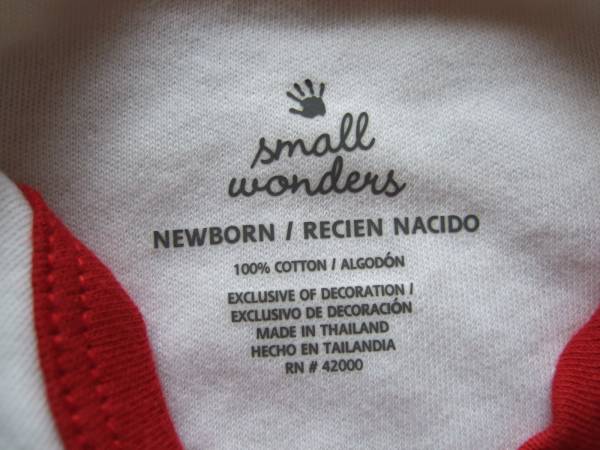 small
wonders
NEWBORN / RECIEN NACIDO
100% COTTON / ALGODÓN
EXCLUSIVE OF DECORATION /
EXCLUSIVO DE DECORACIÓN
MADE IN THAILAND
HECHO EN TAILANDIA
RN # 42000